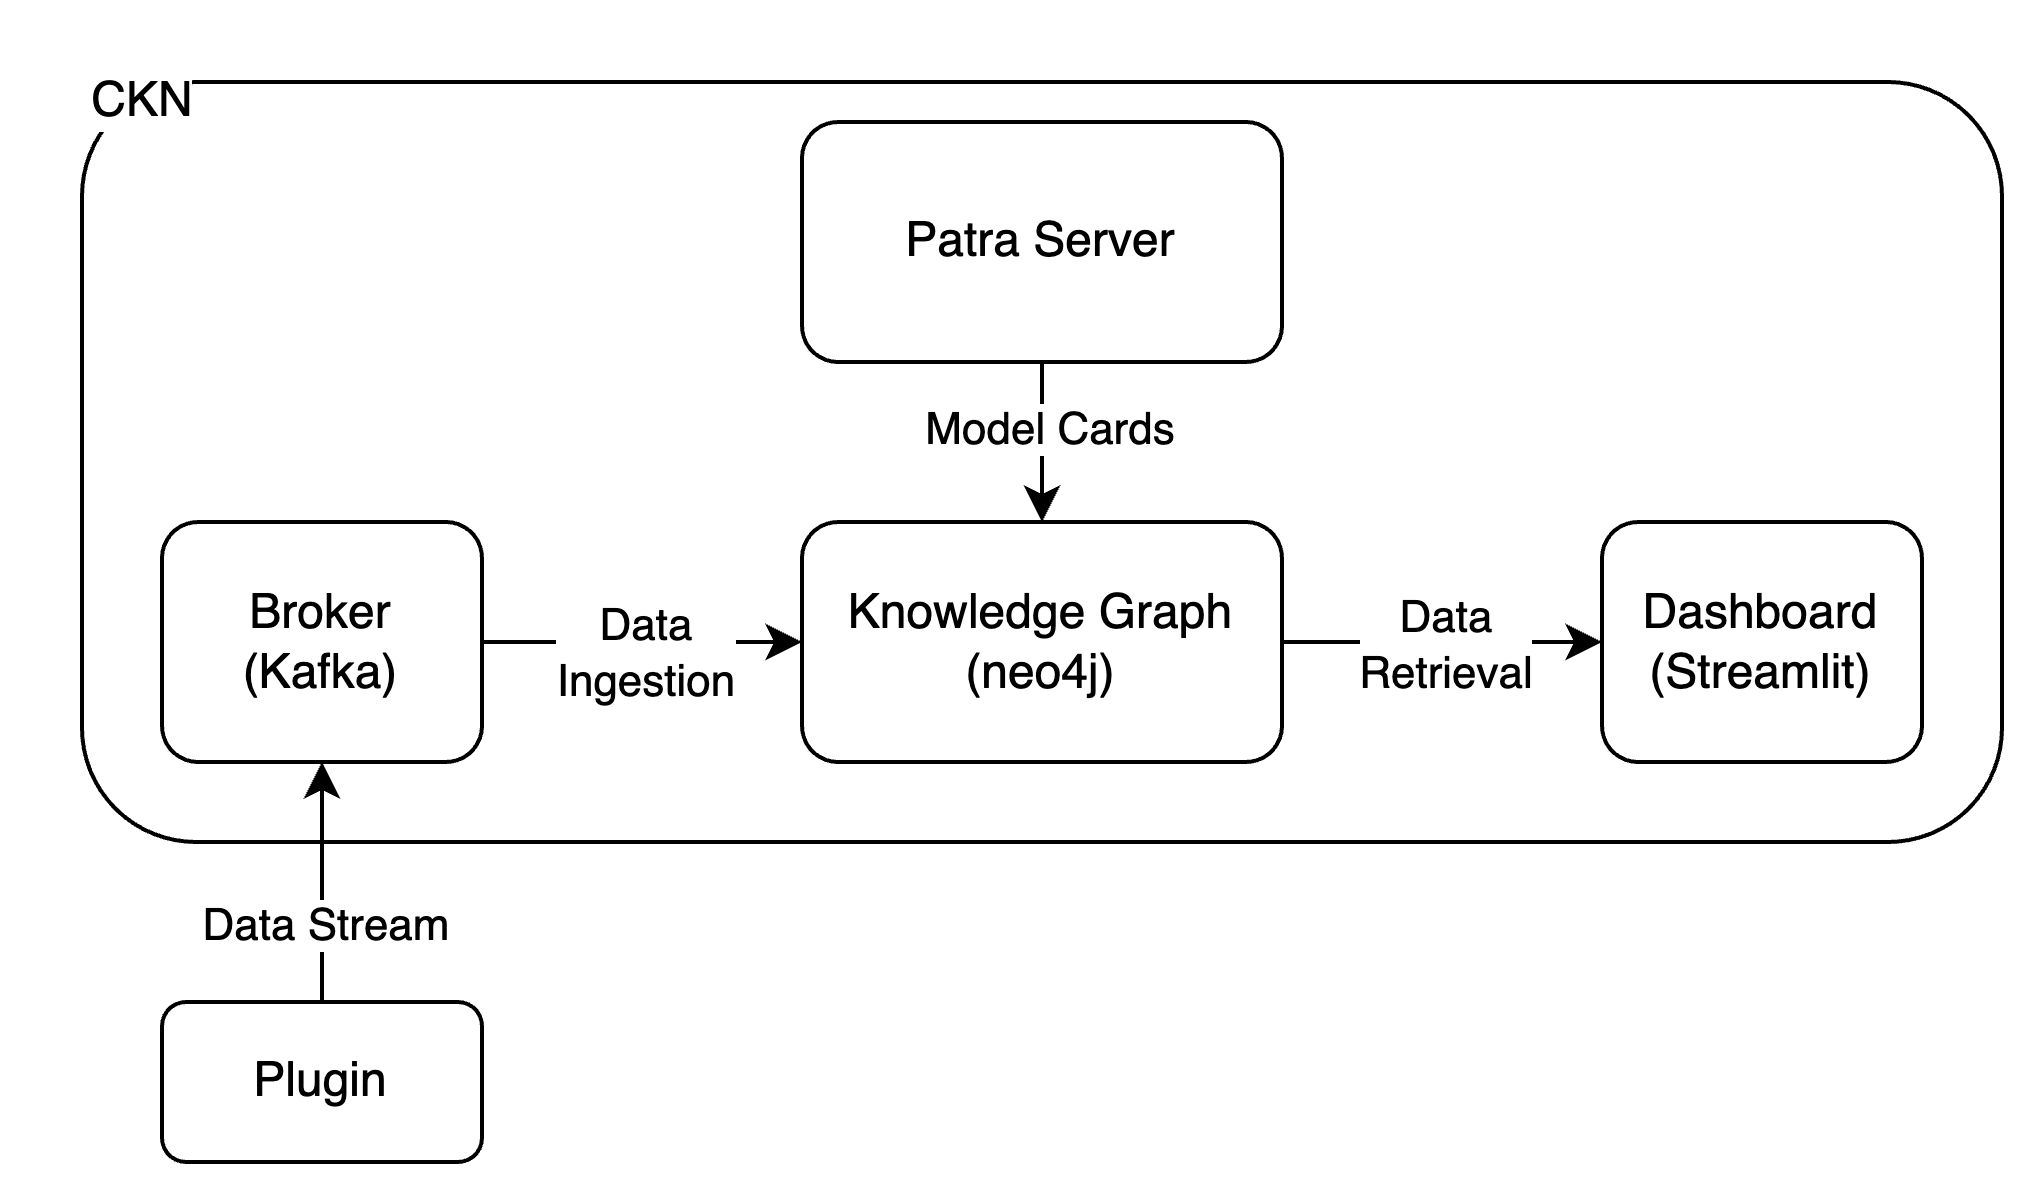 CKN
Patra Server
Model Cards
Broker
(Kafka)
Data
Ingestion
Knowledge Graph
(neo4j)
Data
Retrieval
Dashboard
(Streamlit)
Data Stream
Plugin